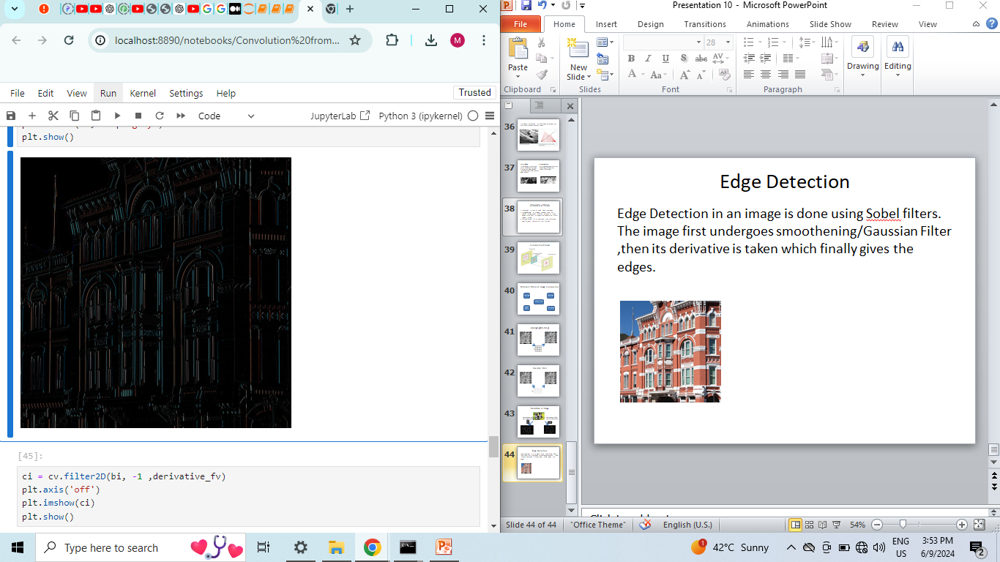 localhost:8890/notebooks/Convolution%20from...
M
File Edit View Run Kernel Settings Help
Trusted
Code
JupyterLab
Python 3 (ipykernel)
plt.show()
[45]:
ci = cv.filter2D(bi, -1 ,derivative_fv)
plt.axis('off')
plt.imshow(ci)
plt.show()
Presentation 10 - Microsoft PowerPoint
File Home Insert Design Transitions Animations Slide Show Review View
Paste
New
Slide
28
B I U S abc AV
A Aa A A
Drawing
Editing
Clipboard Slides Font Paragraph
36
37
38
CONVOLUTION
39
40
41
42
43
44
Edge Detection
Edge Detection in an image is done using Sobel filters.
The image first undergoes smoothening/Gaussian Filter
,then its derivative is taken which finally gives the
edges.
Slide 44 of 44
"Office Theme"
English (U.S.)
54%
Type here to search
1
42°C Sunny
ENG
US
3:53 PM
6/9/2024
2